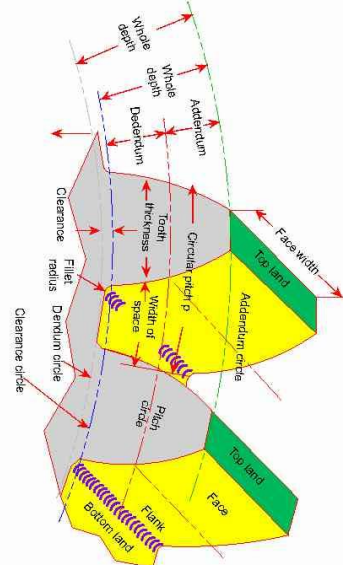 Whole
depth
Whole
depth
Addendum
Dedendum
Face width
Top land
Circular pitch p
Tooth
thickness
Clearance
Fillet
radius
Width of
space
Addendum circle
Dendum circle
Clearance circle
Pitch
circle
Top land
Face
Flank
Bottom land